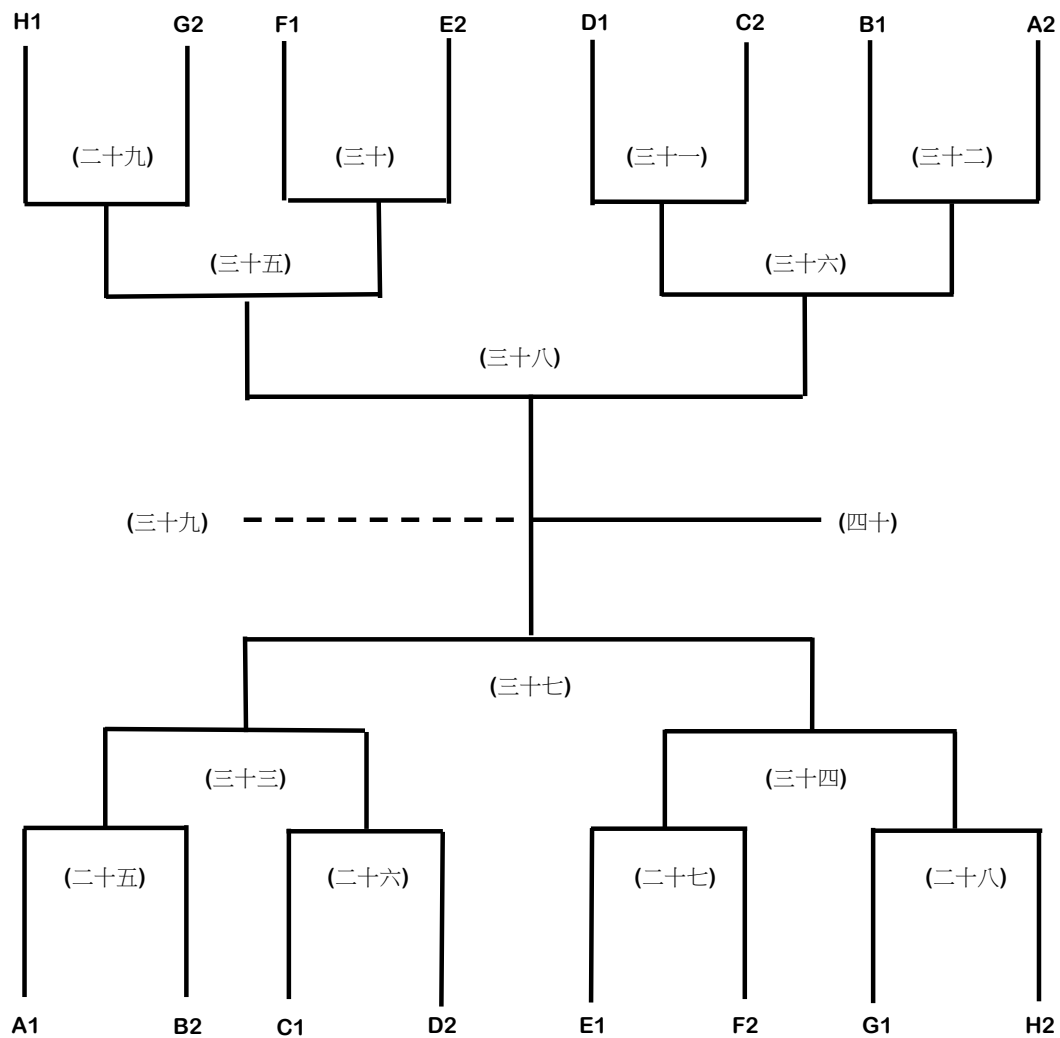 H1 G2 F1 E2 D1 C2 B1 A2
(二十九) (三十) (三十一) (三十二)
(三十五) (三十六)
(三十八)
(三十九) (四十)
(三十七)
(三十三) (三十四)
(二十五) (二十六) (二十七) (二十八)
A1 B2 C1 D2 E1 F2 G1 H2